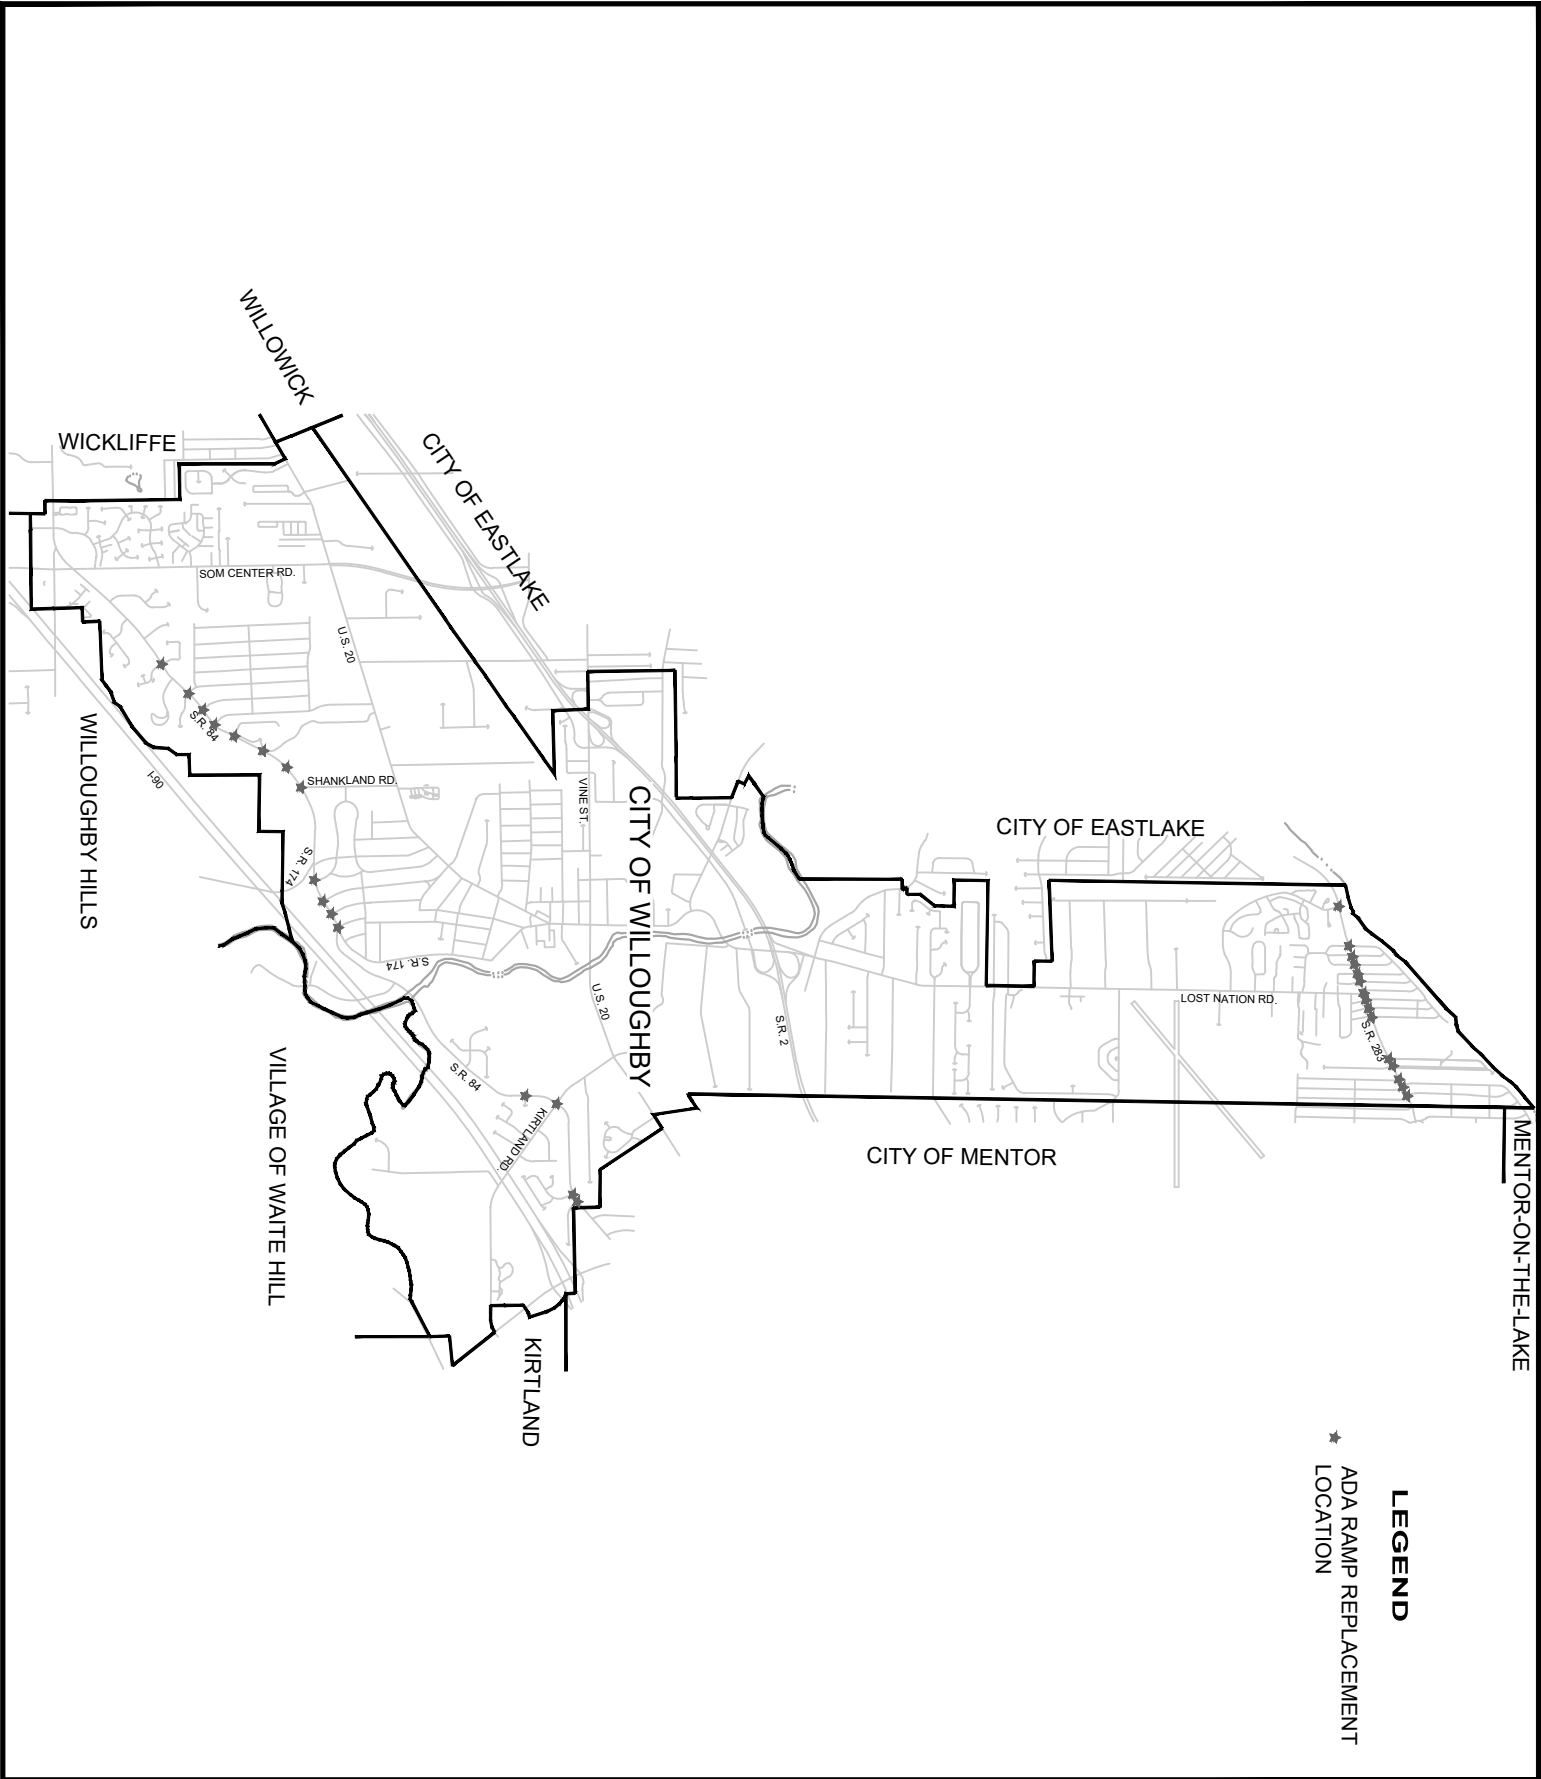 WILLOWICK
WICKLIFFE
CITY OF EASTLAKE
SOM CENTER RD.
U.S. 20
S.R. 84
WILLOUGHBY HILLS
I-90
SHANKLAND RD.
VINE ST.
CITY OF WILLOUGHBY
S.R. 174
S.R. 174
U.S. 20
S.R. 2
CITY OF EASTLAKE
LOST NATION RD.
S.R. 283
S.R. 84
KIRTLAND RD.
VILLAGE OF WAITE HILL
CITY OF MENTOR
MENTOR-ON-THE-LAKE
KIRTLAND
LEGEND
ADA RAMP REPLACEMENT
LOCATION